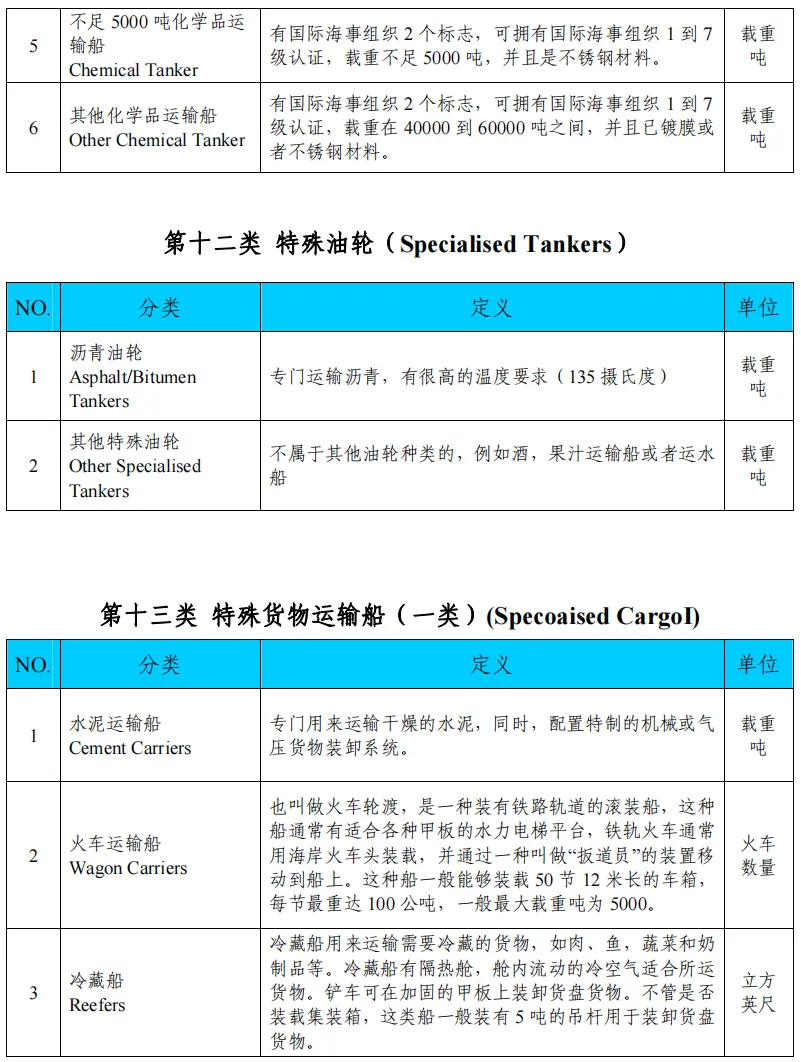 5
不足 5000 吨化学品运
输船
Chemical Tanker
有国际海事组织 2 个标志，可拥有国际海事组织 1 到 7
级认证，载重不足 5000 吨，并且是不锈钢材料。
载重
吨
6
其他化学品运输船
Other Chemical Tanker
有国际海事组织 2 个标志，可拥有国际海事组织 1 到 7
级认证，载重在 40000 到 60000 吨之间，并且已镀膜或
者不锈钢材料。
载重
吨
第十二类 特殊油轮（Specialised Tankers）
NO. 分类 定义 单位
1
沥青油轮
Asphalt/Bitumen
Tankers
专门运输沥青，有很高的温度要求（135 摄氏度）
载重
吨
2
其他特殊油轮
Other Specialised
Tankers
不属于其他油轮种类的，例如酒，果汁运输船或者运水
船
载重
吨
第十三类 特殊货物运输船（一类）(Specoaised CargoI)
NO. 分类 定义 单位
1
水泥运输船
Cement Carriers
专门用来运输干燥的水泥，同时，配置特制的机械或气
压货物装卸系统。
载重
吨
2
火车运输船
Wagon Carriers
也叫做火车轮渡，是一种装有铁路轨道的滚装船，这种
船通常有适合各种甲板的水力电梯平台，铁轨火车通常
用海岸火车头装载，并通过一种叫做“扳道员”的装置移
动到船上。这种船一般能够装载 50 节 12 米长的车箱，
每节最重达 100 公吨，一般最大载重吨为 5000。
火车
数量
3
冷藏船
Reefers
冷藏船用来运输需要冷藏的货物，如肉、鱼，蔬菜和奶
制品等。冷藏船有隔热舱，舱内流动的冷空气适合所运
货物。铲车可在加固的甲板上装卸货盘货物。不管是否
装载集装箱，这类船一般装有 5 吨的吊杆用于装卸货盘
货物。
立方
英尺